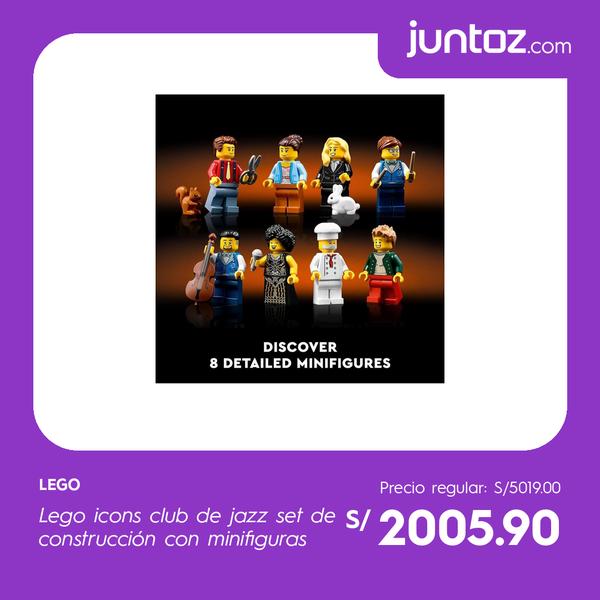 juntoz.com
DISCOVER
8 DETAILED MINIFIGURES
LEGO
Precio regular: S/5019.00
Lego icons club de jazz set de
construcción con minifiguras
S/ 2005.90